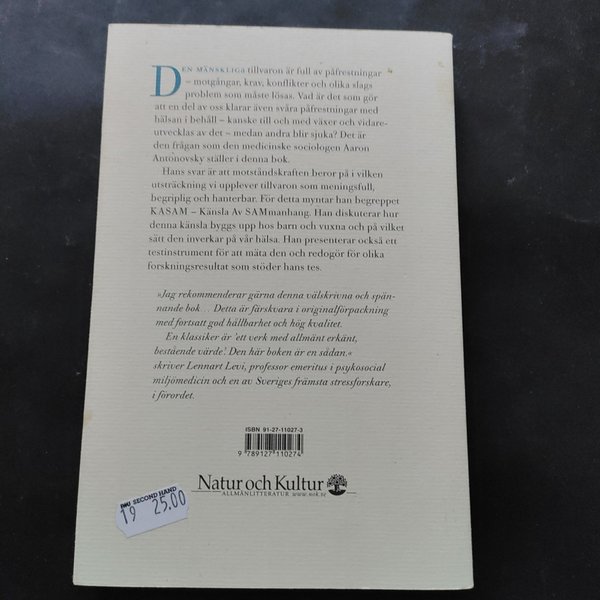 DEN MÄNSKLIGA tillvaron är full av påfrestningar
– motgångar, krav, konflikter och olika slags
problem som måste lösas. Vad är det som gör
att en del av oss klarar även svåra påfrestningar med
hälsan i behåll – kanske till och med växer och vidare-
utvecklas av det – medan andra blir sjuka? Det är
den frågan som den medicinske sociologen Aaron
Antonovsky ställer i denna bok.
Hans svar är att motståndskraften beror på i vilken
utsträckning vi upplever tillvaron som meningsfull,
begriplig och hanterbar. För detta myntar han begreppet
KASAM – Känsla Av SAMmanhang. Han diskuterar hur
denna känsla byggs upp hos barn och vuxna och på vilket
sätt den inverkar på vår hälsa. Han presenterar också ett
testinstrument för att mäta den och redogör för olika
forskningsresultat som stöder hans tes.
»Jag rekommenderar gärna denna välskrivna och spän-
nande bok… Detta är färskvara i originalförpackning
med fortsatt god hållbarhet och hög kvalitet.
En klassiker är 'ett verk med allmänt erkänt,
bestående värde'. Den här boken är en sådan.«
skriver Lennart Levi, professor emeritus i psykosocial
miljömedicin och en av Sveriges främsta stressforskare,
i förordet.
ISBN 91-27-11027-3
9 789127 110274
Natur och Kultur
ALLMÄNLITTERATUR www.nok.se
SECOND HAND
19 25.00